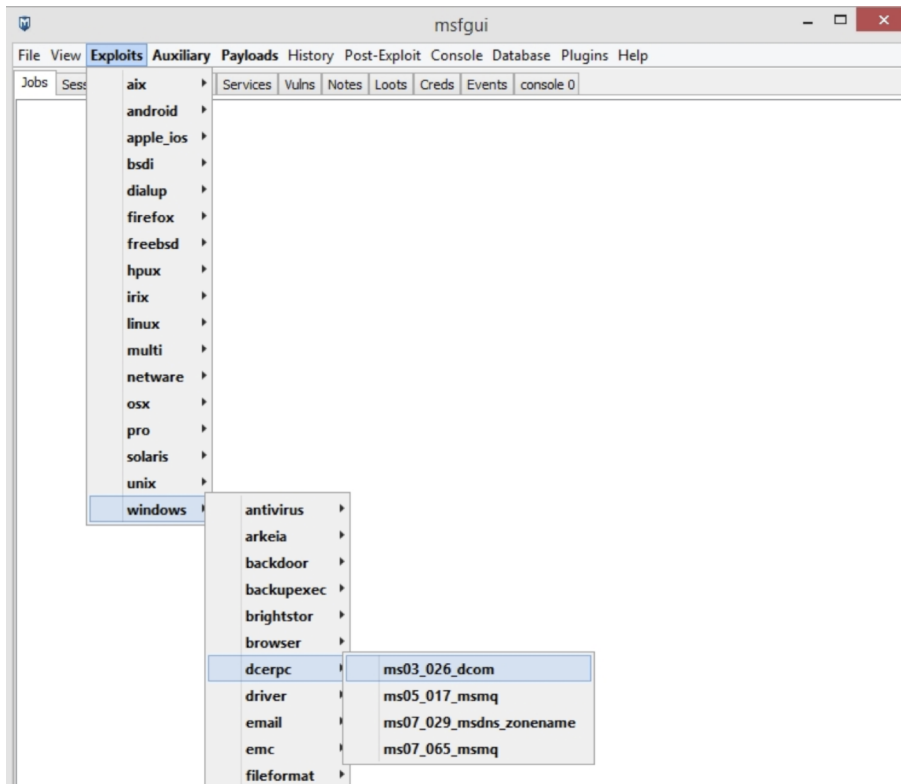 msfgui
File View Exploits Auxiliary Payloads History Post-Exploit Console Database Plugins Help
Jobs Sess Services Vulns Notes Loots Creds Events console 0
aix
android
apple_ios
bsdi
dialup
firefox
freebsd
hpux
irix
linux
multi
netware
osx
pro
solaris
unix
windows
antivirus
arkeia
backdoor
backupexec
brightstor
browser
dcerpc
driver
email
emc
fileformat
ms03_026_dcom
ms05_017_msmq
ms07_029_msdns_zonename
ms07_065_msmq